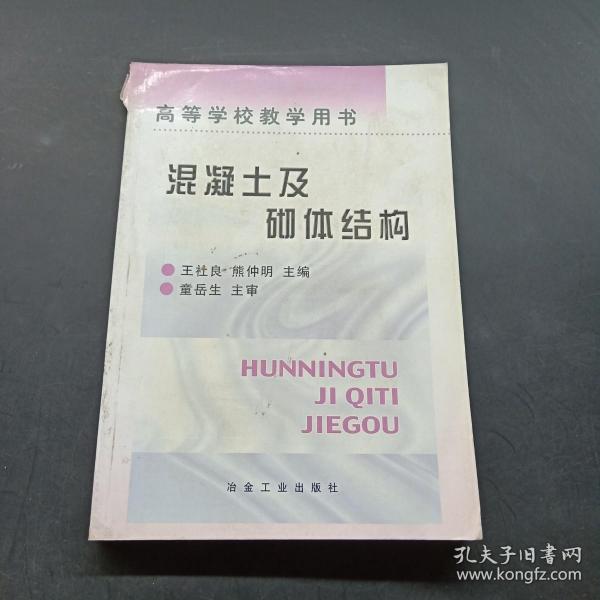 高等学校教学用书
混凝土及
砌体结构
王社良 熊仲明 主编
童岳生 主审
HUNNINGTU
JI QITI
JIEGOU
冶金工业出版社
孔夫子旧书网
www.kongfz.com